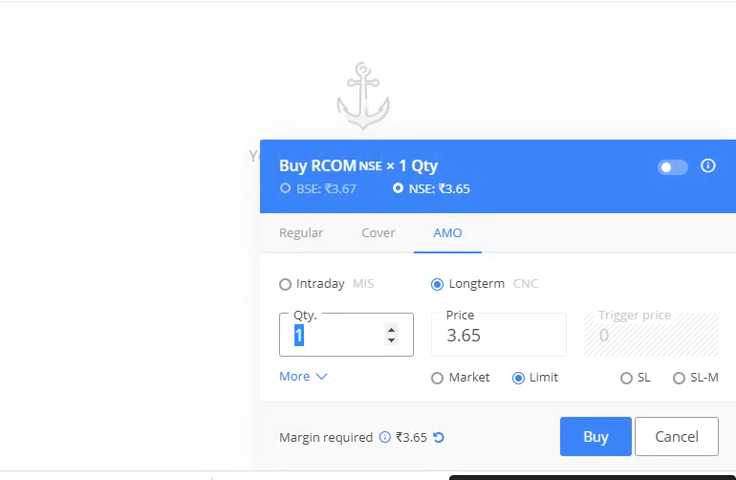 Buy RCOM NSE × 1 Qty
BSE: ₹3.67 NSE: ₹3.65
Regular Cover AMO
Intraday MIS Longterm CNC
Qty. Price Trigger price
1 3.65 0
More Market Limit SL SL-M
Margin required ₹3.65 Buy Cancel